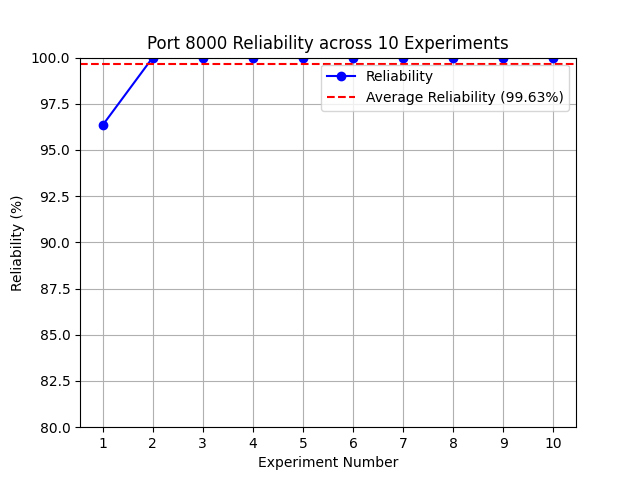 Port 8000 Reliability across 10 Experiments
100.0
97.5
95.0
92.5
90.0
87.5
85.0
82.5
80.0
Reliability (%)
Reliability
Average Reliability (99.63%)
1 2 3 4 5 6 7 8 9 10
Experiment Number